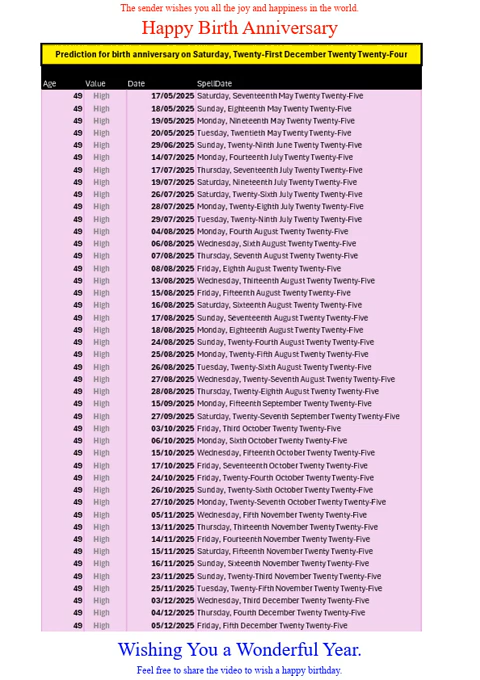 The sender wishes you all the joy and happiness in the world.
Happy Birth Anniversary
Prediction for birth anniversary on Saturday, Twenty-First December Twenty Twenty-Four
Age Value Date SpellDate
49 High 17/05/2025 Saturday, Seventeenth May Twenty Twenty-Five
49 High 18/05/2025 Sunday, Eighteenth May Twenty Twenty-Five
49 High 19/05/2025 Monday, Nineteenth May Twenty Twenty-Five
49 High 20/05/2025 Tuesday, Twentieth May Twenty Twenty-Five
49 High 29/06/2025 Sunday, Twenty-Ninth June Twenty Twenty-Five
49 High 14/07/2025 Monday, Fourteenth July Twenty Twenty-Five
49 High 17/07/2025 Thursday, Seventeenth July Twenty Twenty-Five
49 High 19/07/2025 Saturday, Nineteenth July Twenty Twenty-Five
49 High 26/07/2025 Saturday, Twenty-Sixth July Twenty Twenty-Five
49 High 28/07/2025 Monday, Twenty-Eighth July Twenty Twenty-Five
49 High 29/07/2025 Tuesday, Twenty-Ninth July Twenty Twenty-Five
49 High 04/08/2025 Monday, Fourth August Twenty Twenty-Five
49 High 06/08/2025 Wednesday, Sixth August Twenty Twenty-Five
49 High 07/08/2025 Thursday, Seventh August Twenty Twenty-Five
49 High 08/08/2025 Friday, Eighth August Twenty Twenty-Five
49 High 13/08/2025 Wednesday, Thirteenth August Twenty Twenty-Five
49 High 15/08/2025 Friday, Fifteenth August Twenty Twenty-Five
49 High 16/08/2025 Saturday, Sixteenth August Twenty Twenty-Five
49 High 17/08/2025 Sunday, Seventeenth August Twenty Twenty-Five
49 High 18/08/2025 Monday, Eighteenth August Twenty Twenty-Five
49 High 24/08/2025 Sunday, Twenty-Fourth August Twenty Twenty-Five
49 High 25/08/2025 Monday, Twenty-Fifth August Twenty Twenty-Five
49 High 26/08/2025 Tuesday, Twenty-Sixth August Twenty Twenty-Five
49 High 27/08/2025 Wednesday, Twenty-Seventh August Twenty Twenty-Five
49 High 28/08/2025 Thursday, Twenty-Eighth August Twenty Twenty-Five
49 High 15/09/2025 Monday, Fifteenth September Twenty Twenty-Five
49 High 27/09/2025 Saturday, Twenty-Seventh September Twenty Twenty-Five
49 High 03/10/2025 Friday, Third October Twenty Twenty-Five
49 High 06/10/2025 Monday, Sixth October Twenty Twenty-Five
49 High 15/10/2025 Wednesday, Fifteenth October Twenty Twenty-Five
49 High 17/10/2025 Friday, Seventeenth October Twenty Twenty-Five
49 High 24/10/2025 Friday, Twenty-Fourth October Twenty Twenty-Five
49 High 26/10/2025 Sunday, Twenty-Sixth October Twenty Twenty-Five
49 High 27/10/2025 Monday, Twenty-Seventh October Twenty Twenty-Five
49 High 05/11/2025 Wednesday, Fifth November Twenty Twenty-Five
49 High 13/11/2025 Thursday, Thirteenth November Twenty Twenty-Five
49 High 14/11/2025 Friday, Fourteenth November Twenty Twenty-Five
49 High 15/11/2025 Saturday, Fifteenth November Twenty Twenty-Five
49 High 16/11/2025 Sunday, Sixteenth November Twenty Twenty-Five
49 High 23/11/2025 Sunday, Twenty-Third November Twenty Twenty-Five
49 High 25/11/2025 Tuesday, Twenty-Fifth November Twenty Twenty-Five
49 High 03/12/2025 Wednesday, Third December Twenty Twenty-Five
49 High 04/12/2025 Thursday, Fourth December Twenty Twenty-Five
49 High 05/12/2025 Friday, Fifth December Twenty Twenty-Five
Wishing You a Wonderful Year.
Feel free to share the video to wish a happy birthday.